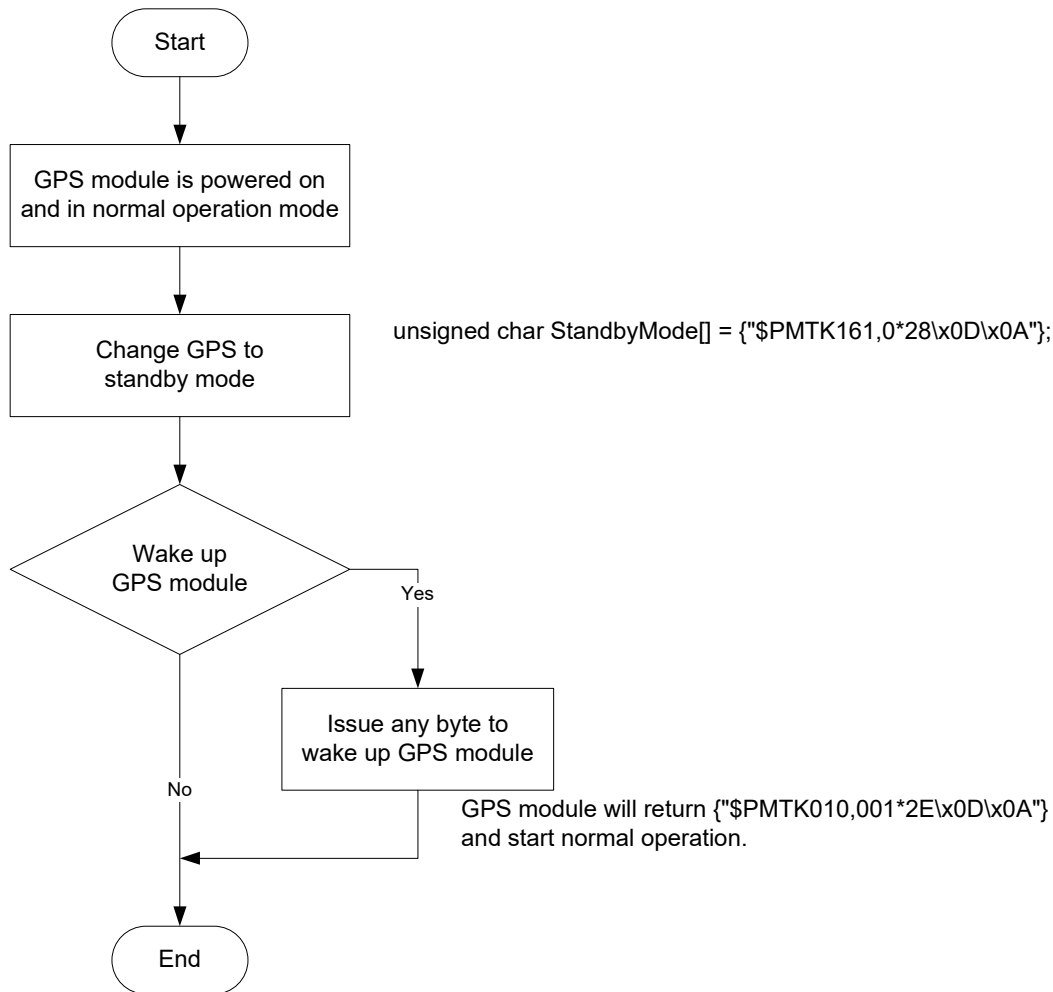 Start
GPS module is powered on
and in normal operation mode
Change GPS to
standby mode
unsigned char StandbyMode[] = {"$PMTK161,0*28\x0D\x0A"};
Wake up
GPS module
Yes
Issue any byte to
wake up GPS module
No
GPS module will return {"$PMTK010,001*2E\x0D\x0A"}
and start normal operation.
End